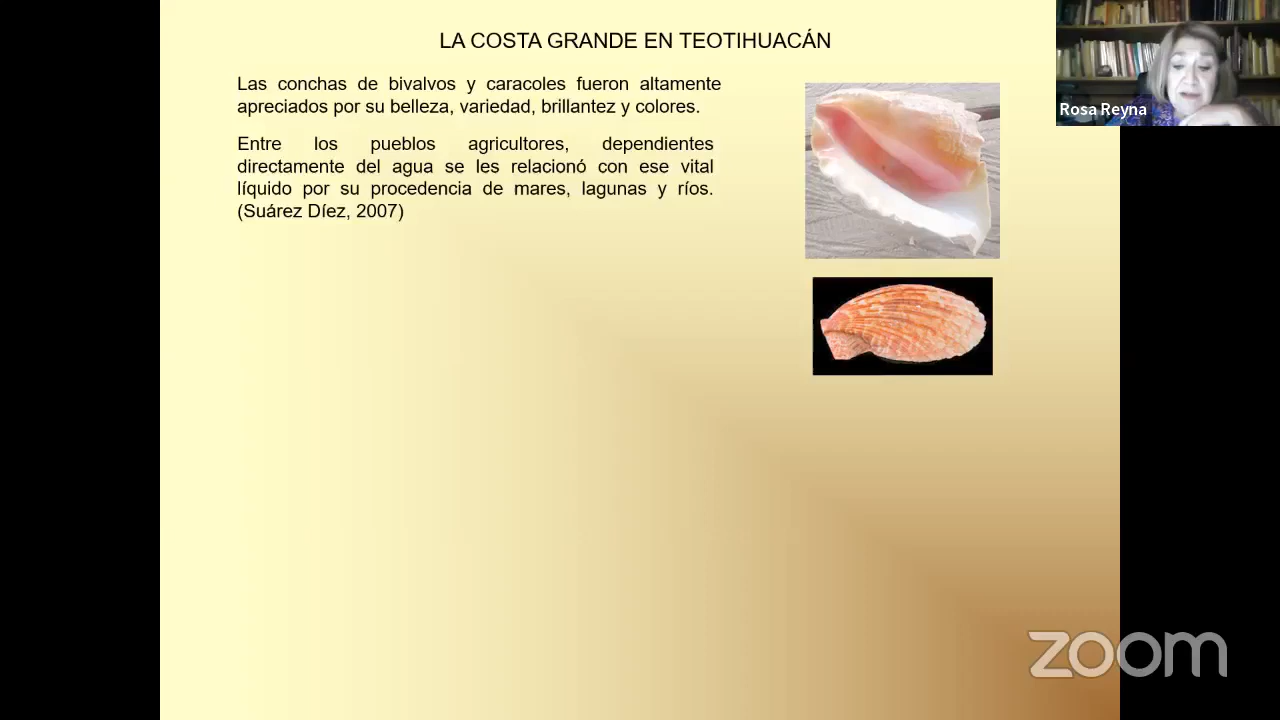 LA COSTA GRANDE EN TEOTIHUACÁN
Las conchas de bivalvos y caracoles fueron altamente
apreciados por su belleza, variedad, brillantez y colores.
Entre los pueblos agricultores, dependientes
directamente del agua se les relacionó con ese vital
líquido por su procedencia de mares, lagunas y ríos.
(Suárez Díez, 2007)
Rosa Reyna
zoom